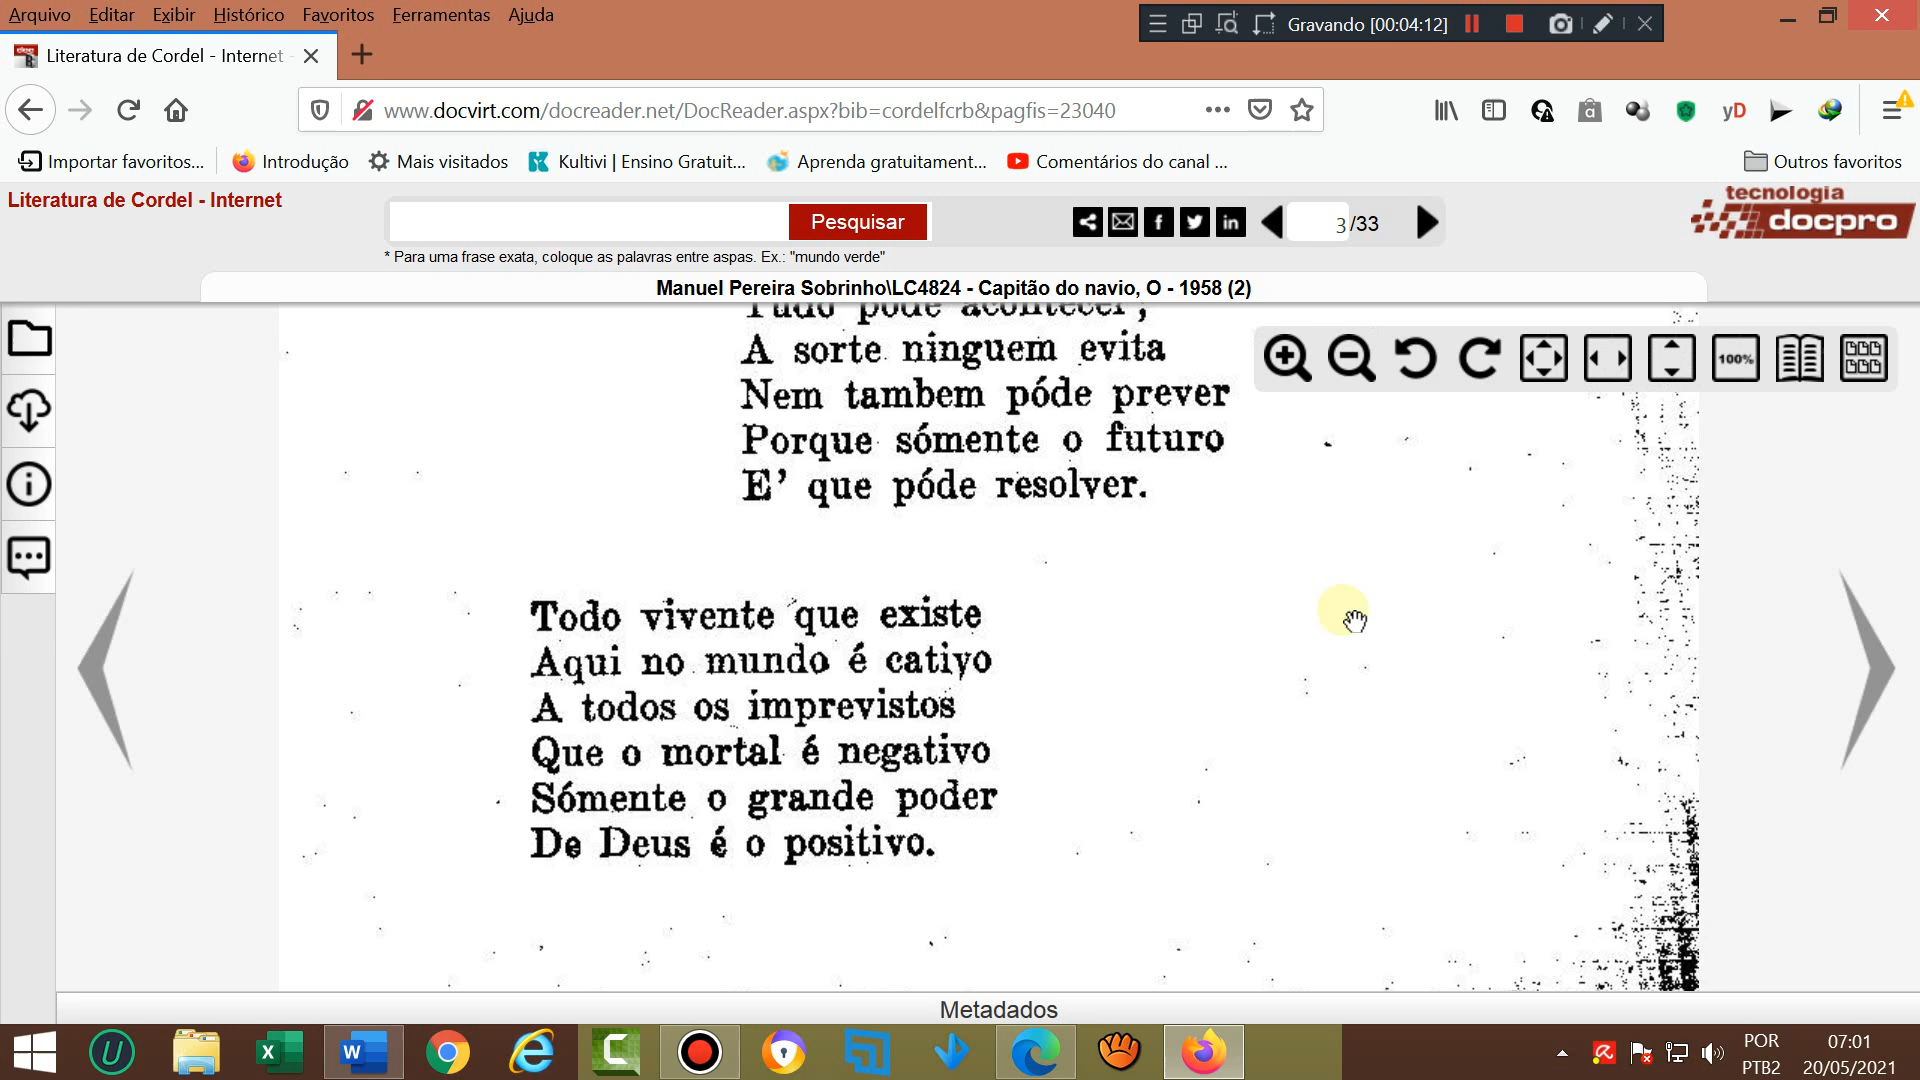 Arquivo Editar Exibir Histórico Favoritos Ferramentas Ajuda
Gravando [00:04:12]
Literatura de Cordel - Internet -
www.docvirt.com/docreader.net/DocReader.aspx?bib=cordelfcrb&pagfis=23040
yD
Importar favoritos... Introdução Mais visitados Kultivi | Ensino Gratuit... Aprenda gratuitament... Comentários do canal ... Outros favoritos
Literatura de Cordel - Internet
Pesquisar
3 /33
tecnologia
docpro
* Para uma frase exata, coloque as palavras entre aspas. Ex.: "mundo verde"
Manuel Pereira Sobrinho\LC4824 - Capitão do navio, O - 1958 (2)
100%
Tudo póde acontecer;
A sorte ninguem evita
Nem tambem póde prever
Porque sómente o futuro
E' que póde resolver.
Todo vivente que existe
Aqui no mundo é cativo
A todos os imprevistos
Que o mortal é negativo
Sómente o grande poder
De Deus é o positivo.
Metadados
POR
PTB2
07:01
20/05/2021